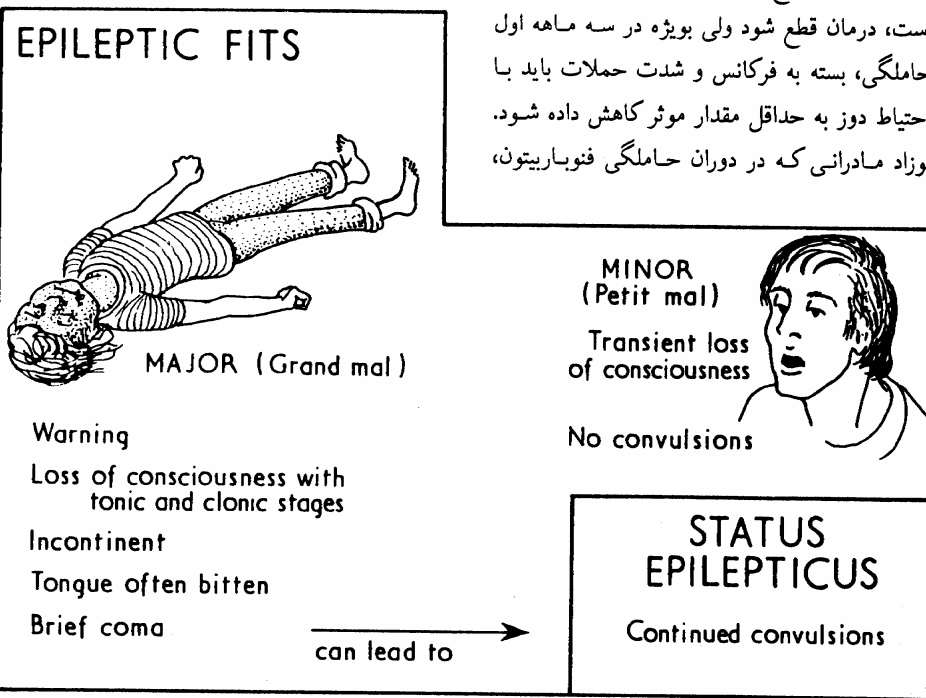 ست، درمان قطع شود ولی بویژه در سه ماهه اول
حاملگی، بسته به فرکانس و شدت حملات باید با
حتیاط دوز به حداقل مقدار موثر کاهش داده شود.
وزاد مادرانی که در دوران حاملگی فنوباربیتون،
EPILEPTIC FITS
MAJOR (Grand mal)
Warning
Loss of consciousness with
tonic and clonic stages
Incontinent
Tongue often bitten
Brief coma
can lead to
MINOR
(Petit mal)
Transient loss
of consciousness
No convulsions
STATUS
EPILEPTICUS
Continued convulsions